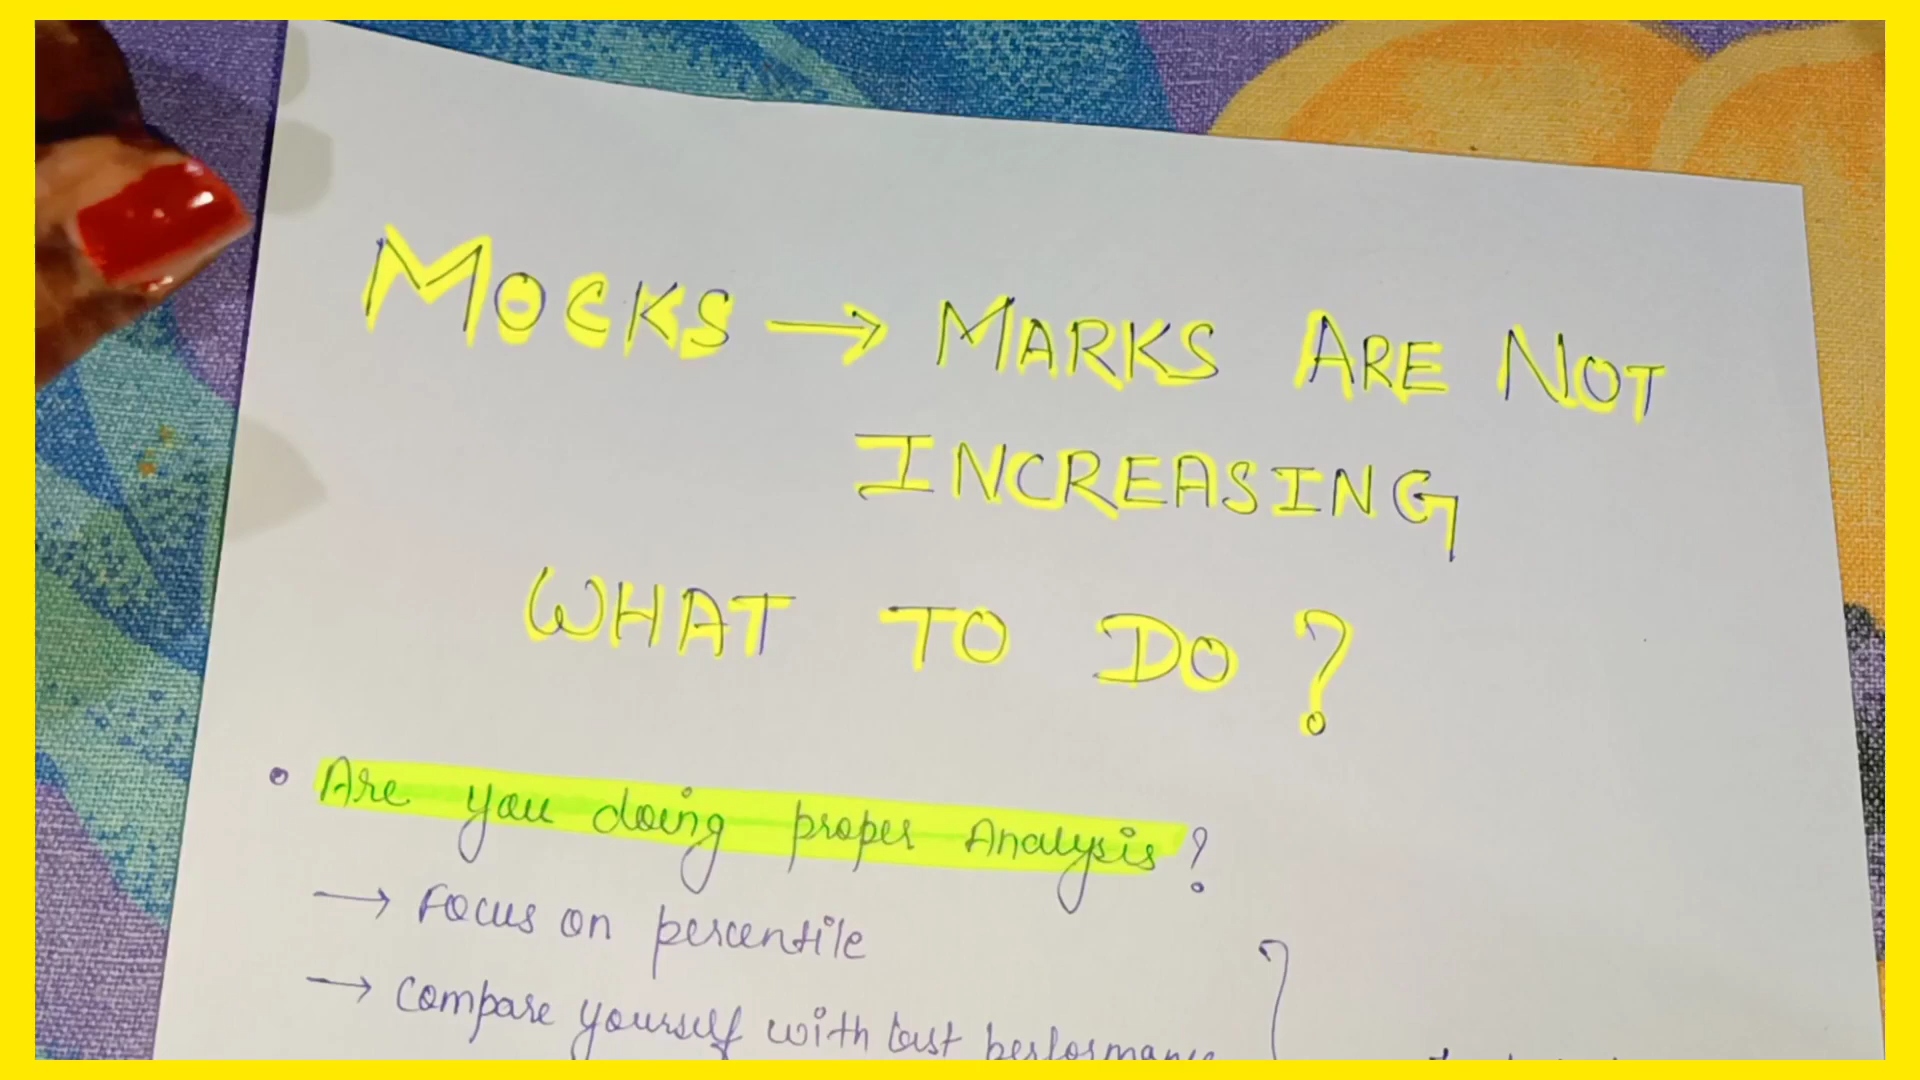 MOCKS → MARKS ARE NOT
INCREASING
WHAT TO DO?
• Are you doing proper Analysis?
→ Focus on percentile
→ Compare yourself with last performance